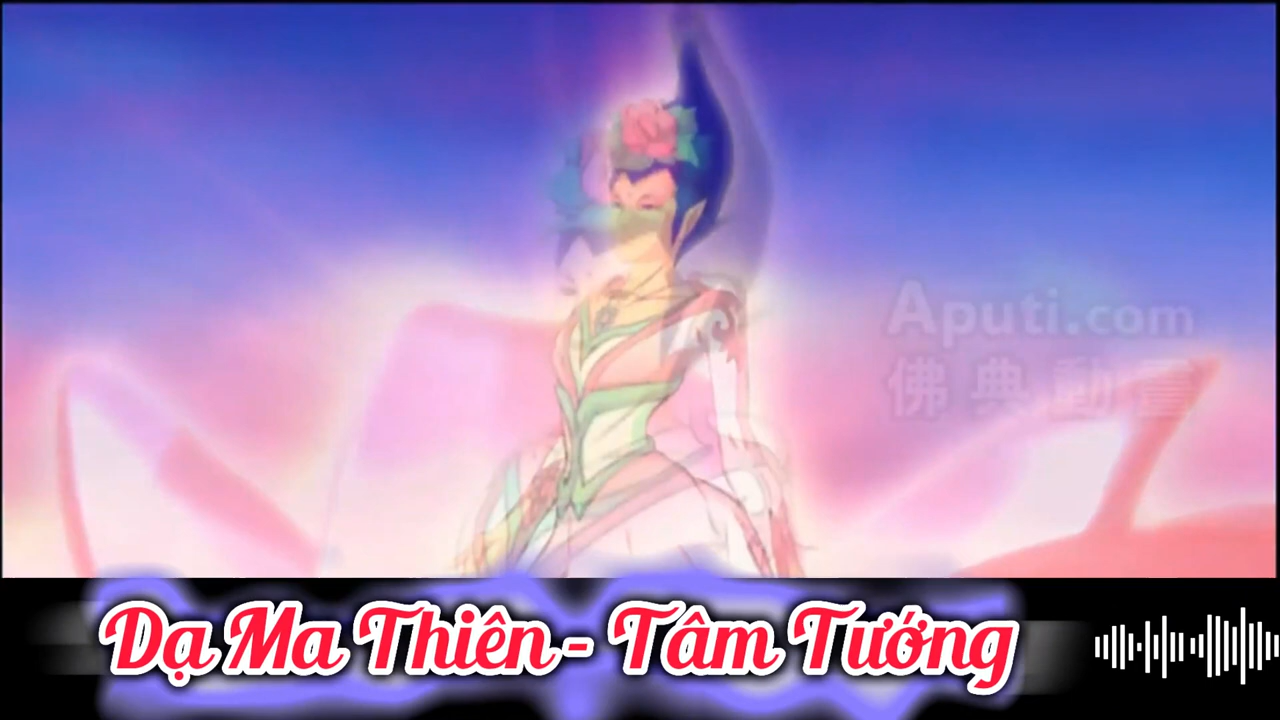 Aputi.com
佛典動畫
Dạ Ma Thiên - Tâm Tướng